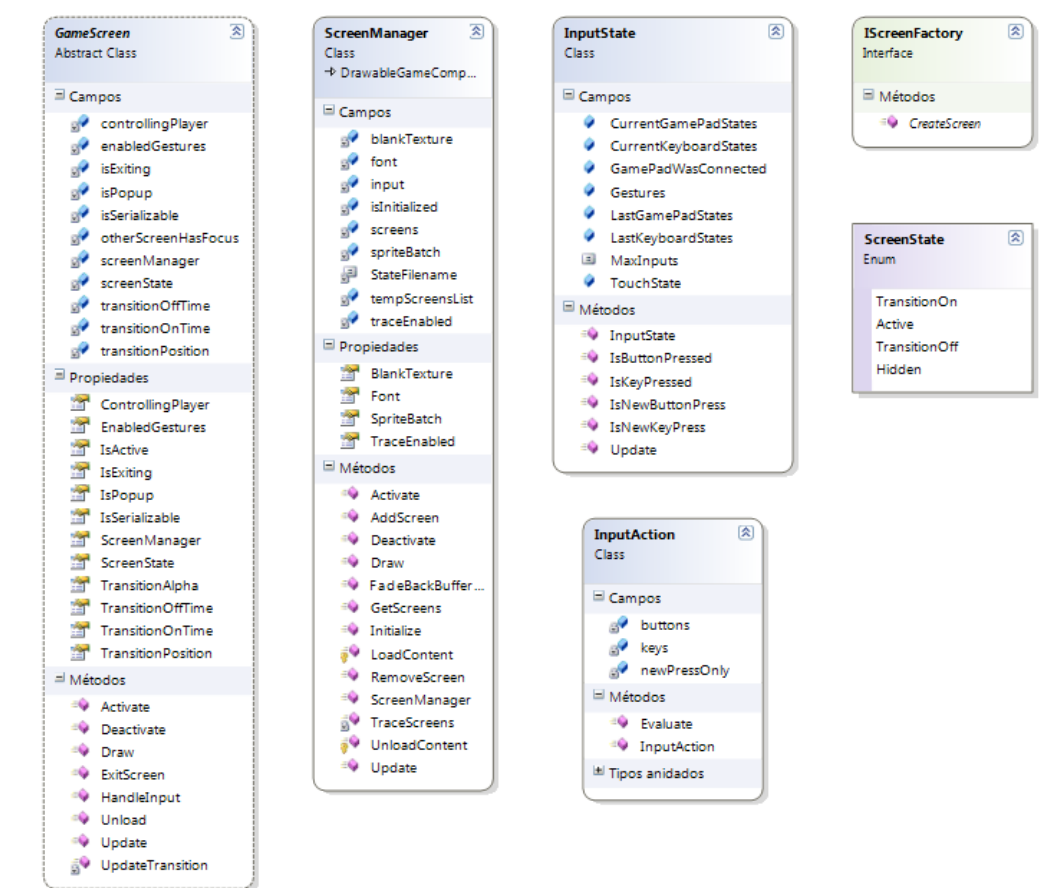 GameScreen
Abstract Class
Campos
controllingPlayer
enabledGestures
isExiting
isPopup
isSerializable
otherScreenHasFocus
screenManager
screenState
transitionOffTime
transitionOnTime
transitionPosition
Propiedades
ControllingPlayer
EnabledGestures
IsActive
IsExiting
IsPopup
IsSerializable
ScreenManager
ScreenState
TransitionAlpha
TransitionOffTime
TransitionOnTime
TransitionPosition
Métodos
Activate
Deactivate
Draw
ExitScreen
HandleInput
Unload
Update
UpdateTransition
ScreenManager
Class
DrawableGameComp...
Campos
blankTexture
font
input
isInitialized
screens
spriteBatch
StateFilename
tempScreensList
traceEnabled
Propiedades
BlankTexture
Font
SpriteBatch
TraceEnabled
Métodos
Activate
AddScreen
Deactivate
Draw
FadeBackBuffer...
GetScreens
Initialize
LoadContent
RemoveScreen
ScreenManager
TraceScreens
UnloadContent
Update
InputState
Class
Campos
CurrentGamePadStates
CurrentKeyboardStates
GamePadWasConnected
Gestures
LastGamePadStates
LastKeyboardStates
MaxInputs
TouchState
Métodos
InputState
IsButtonPressed
IsKeyPressed
IsNewButtonPress
IsNewKeyPress
Update
InputAction
Class
Campos
buttons
keys
newPressOnly
Métodos
Evaluate
InputAction
Tipos anidados
IScreenFactory
Interface
Métodos
CreateScreen
ScreenState
Enum
TransitionOn
Active
TransitionOff
Hidden